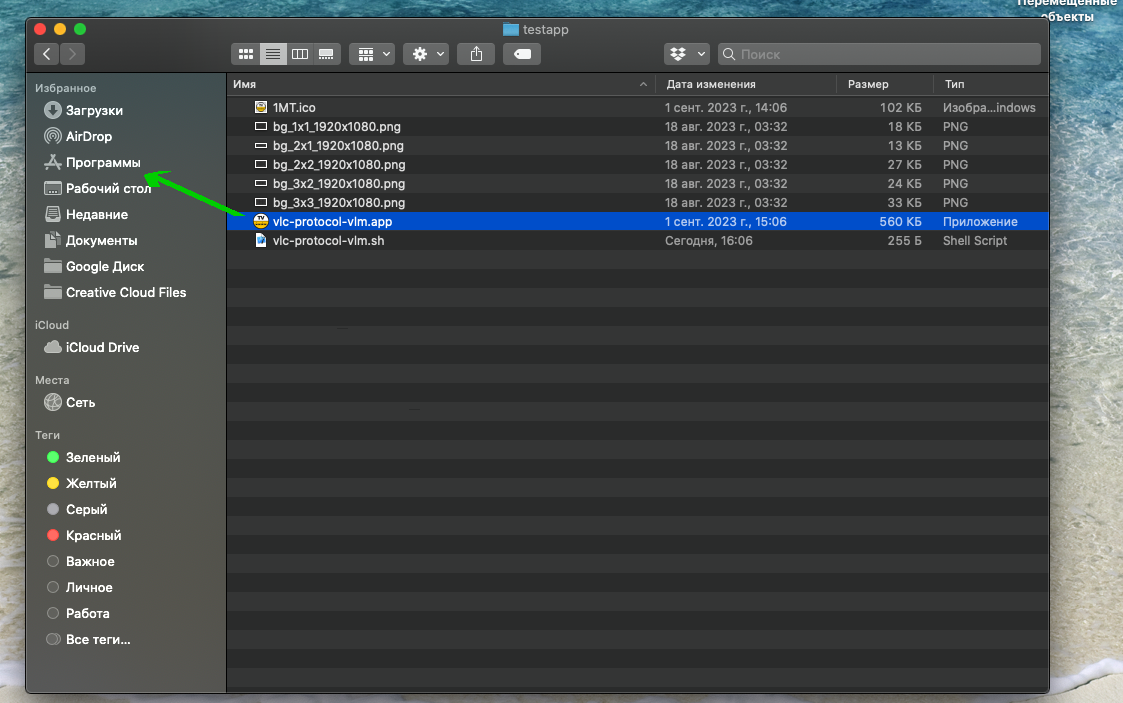 Перемещенные
объекты
testapp
Поиск
Избранное
Загрузки
AirDrop
Программы
Рабочий стол
Недавние
Документы
Google Диск
Creative Cloud Files
iCloud
iCloud Drive
Места
Сеть
Теги
Зеленый
Желтый
Серый
Красный
Важное
Личное
Работа
Все теги...
Имя Дата изменения Размер Тип
1MT.ico 1 сент. 2023 г., 14:06 102 КБ Изобра...indows
bg_1x1_1920x1080.png 18 авг. 2023 г., 03:32 18 КБ PNG
bg_2x1_1920x1080.png 18 авг. 2023 г., 03:32 13 КБ PNG
bg_2x2_1920x1080.png 18 авг. 2023 г., 03:32 27 КБ PNG
bg_3x2_1920x1080.png 18 авг. 2023 г., 03:32 24 КБ PNG
bg_3x3_1920x1080.png 18 авг. 2023 г., 03:32 33 КБ PNG
vlc-protocol-vlm.app 1 сент. 2023 г., 15:06 560 КБ Приложение
vlc-protocol-vlm.sh Сегодня, 16:06 255 Б Shell Script